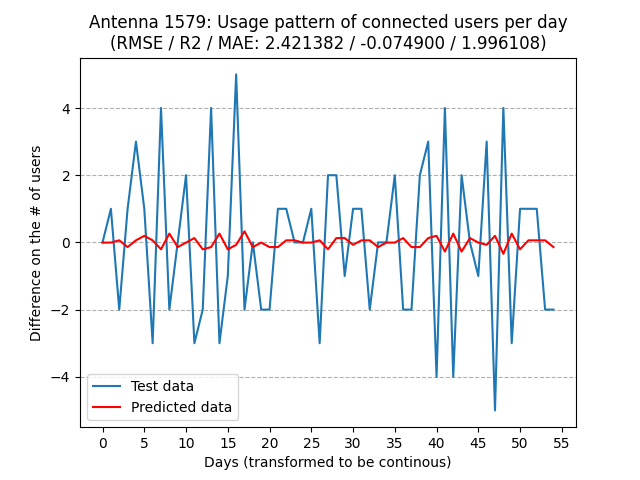 Antenna 1579: Usage pattern of connected users per day
(RMSE / R2 / MAE: 2.421382 / -0.074900 / 1.996108)
Difference on the # of users
4
2
0
−2
−4
Test data
Predicted data
0 5 10 15 20 25 30 35 40 45 50 55
Days (transformed to be continous)